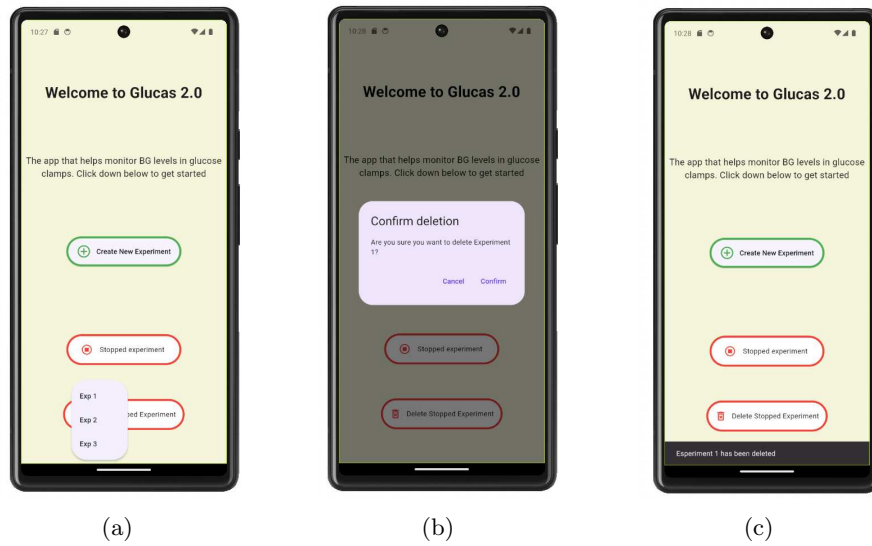 10:27
Welcome to Glucas 2.0
The app that helps monitor BG levels in glucose
clamps. Click down below to get started
Create New Experiment
Stopped experiment
Exp 1
Exp 2
Exp 3
ped Experiment
(a)
10:28
Welcome to Glucas 2.0
The app that helps monitor BG levels in glucose
clamps. Click down below to get started
Confirm deletion
Are you sure you want to delete Experiment
1?
Cancel Confirm
Stopped experiment
Delete Stopped Experiment
(b)
10:28
Welcome to Glucas 2.0
The app that helps monitor BG levels in glucose
clamps. Click down below to get started
Create New Experiment
Stopped experiment
Delete Stopped Experiment
Experiment 1 has been deleted
(c)